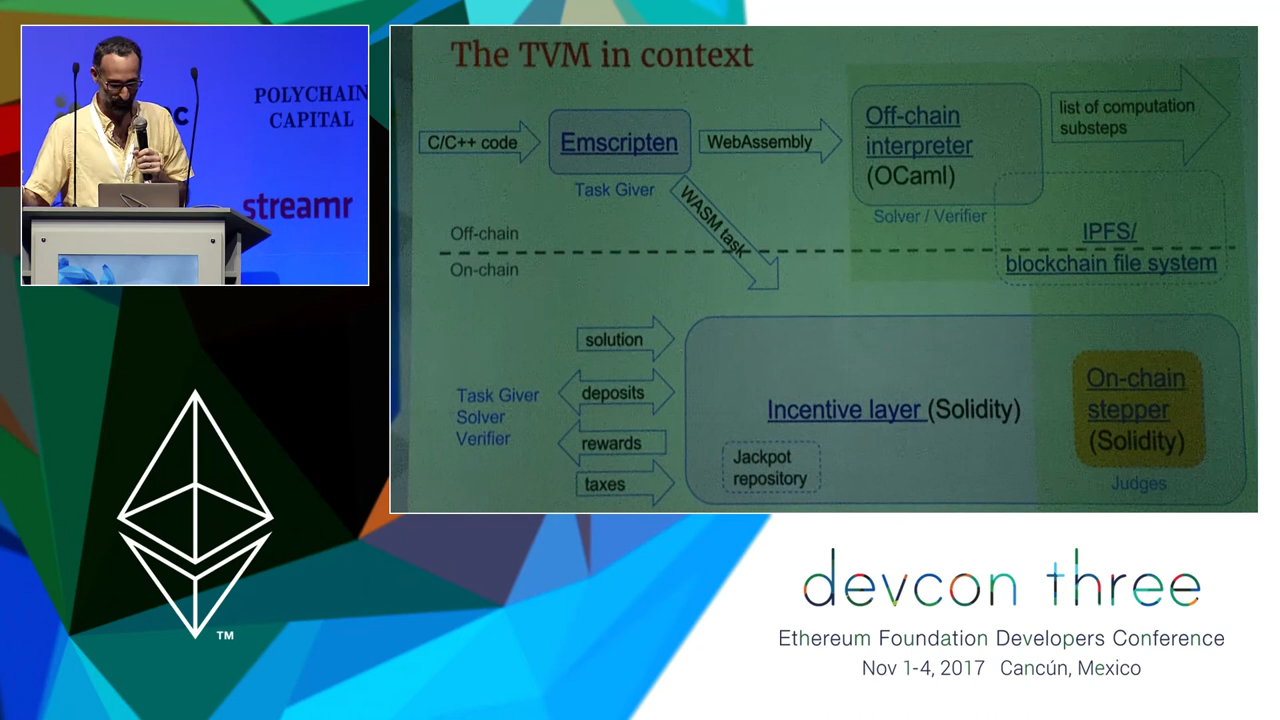 POLYCHAIN
CAPITAL
streamr
The TVM in context
C/C++ code
Emscripten
WebAssembly
Off-chain
interpreter
(OCaml)
list of computation
substeps
Task Giver
WASM task
Solver / Verifier
Off-chain
On-chain
IPFS/
blockchain file system
solution
deposits
rewards
taxes
Task Giver
Solver
Verifier
Incentive layer (Solidity)
Jackpot
repository
On-chain
stepper
(Solidity)
Judges
TM
devcon three
Ethereum Foundation Developers Conference
Nov 1-4, 2017 Cancún, Mexico